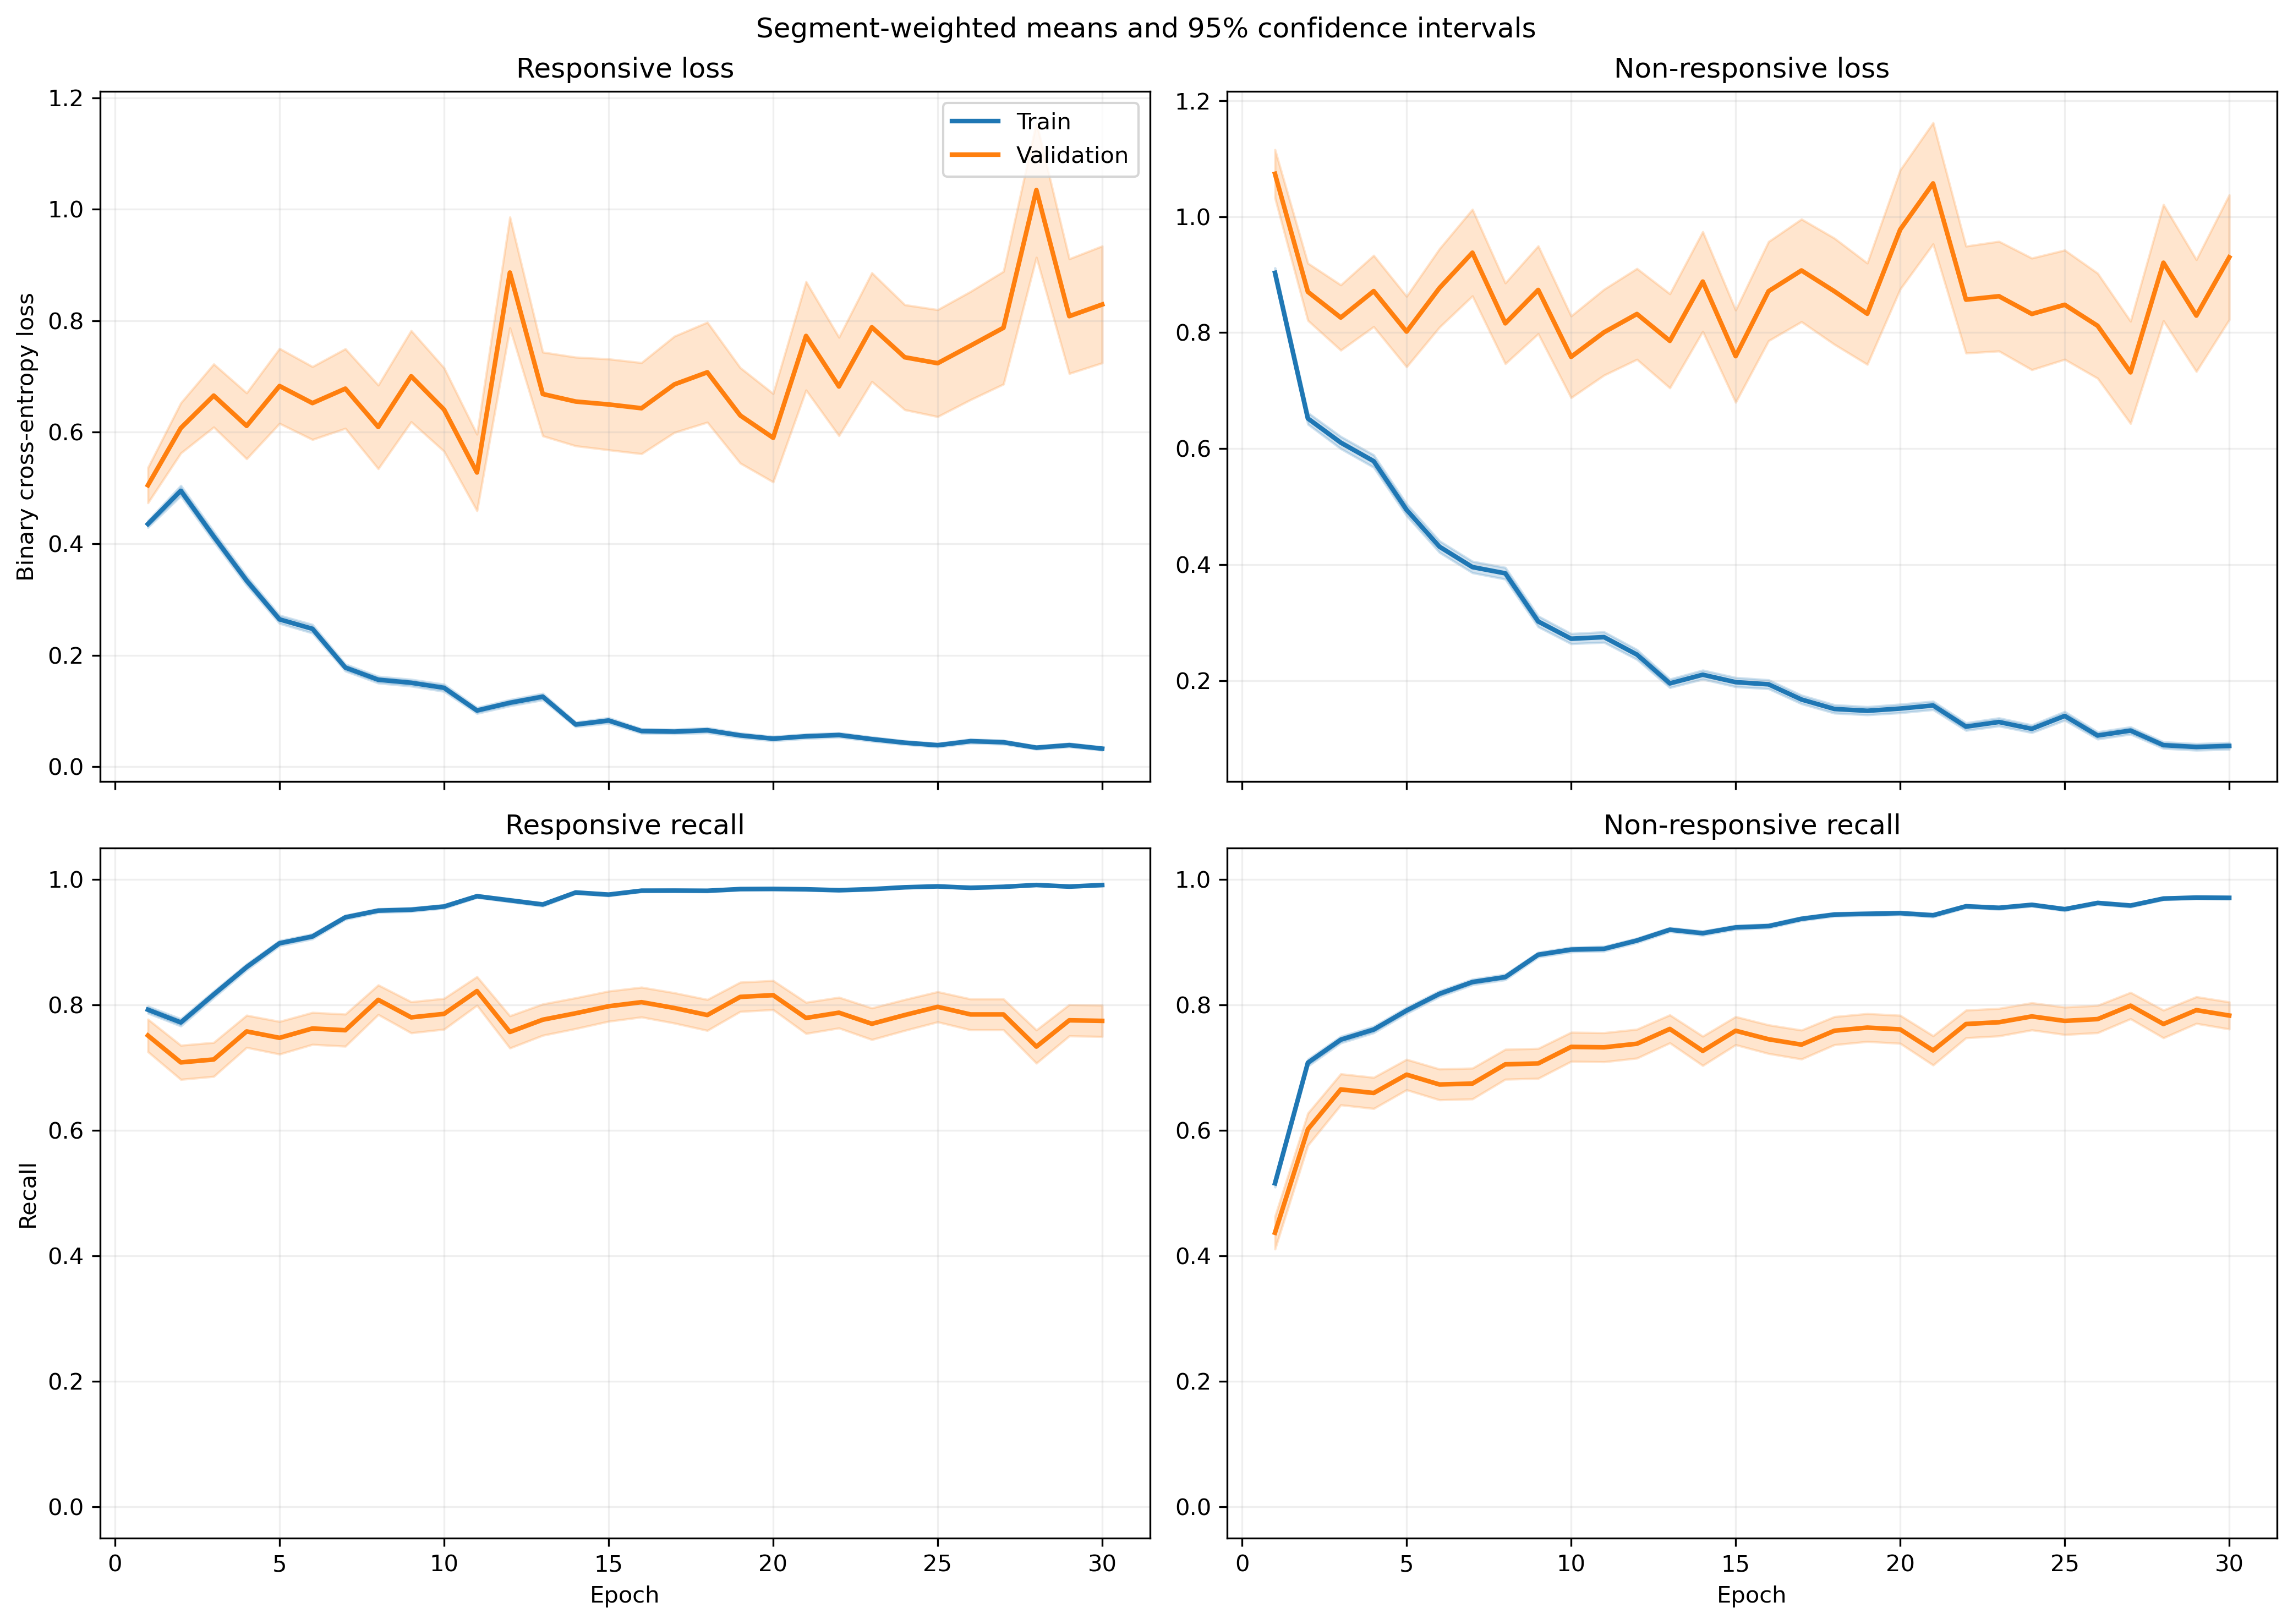 Segment-weighted means and 95% confidence intervals
Responsive loss
Non-responsive loss
Binary cross-entropy loss
1.2
1.0
0.8
0.6
0.4
0.2
0.0
Train
Validation
1.2
1.0
0.8
0.6
0.4
0.2
Responsive recall
Non-responsive recall
Recall
1.0
0.8
0.6
0.4
0.2
0.0
0 5 10 15 20 25 30
Epoch
1.0
0.8
0.6
0.4
0.2
0.0
0 5 10 15 20 25 30
Epoch